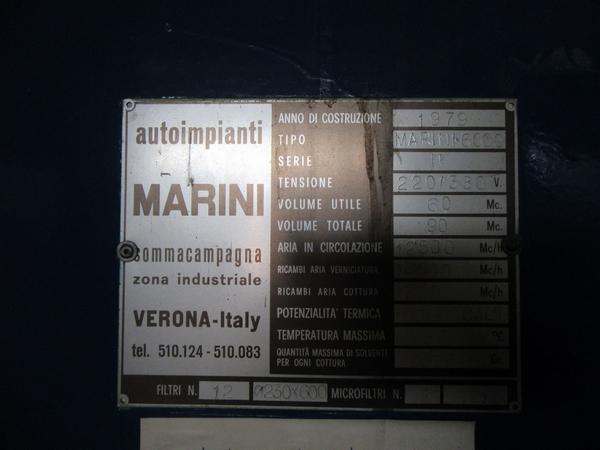 autoimpianti
MARINI
sommacampagna
zona industriale
VERONA-Italy
tel. 510.124 - 510.083
ANNO DI COSTRUZIONE 1979
TIPO MARINI
SERIE
TENSIONE 220/380 V.
VOLUME UTILE 60 Mc.
VOLUME TOTALE 90 Mc.
ARIA IN CIRCOLAZIONE 12500 Mc/h
RICAMBI ARIA VERNICIATURA Mc/h
RICAMBI ARIA COTTURA Mc/h
POTENZIALITA' TERMICA
TEMPERATURA MASSIMA °C
QUANTITÀ MASSIMA DI SOLVENTE
PER OGNI COTTURA
FILTRI N. 12 230X600 MICROFILTRI N.